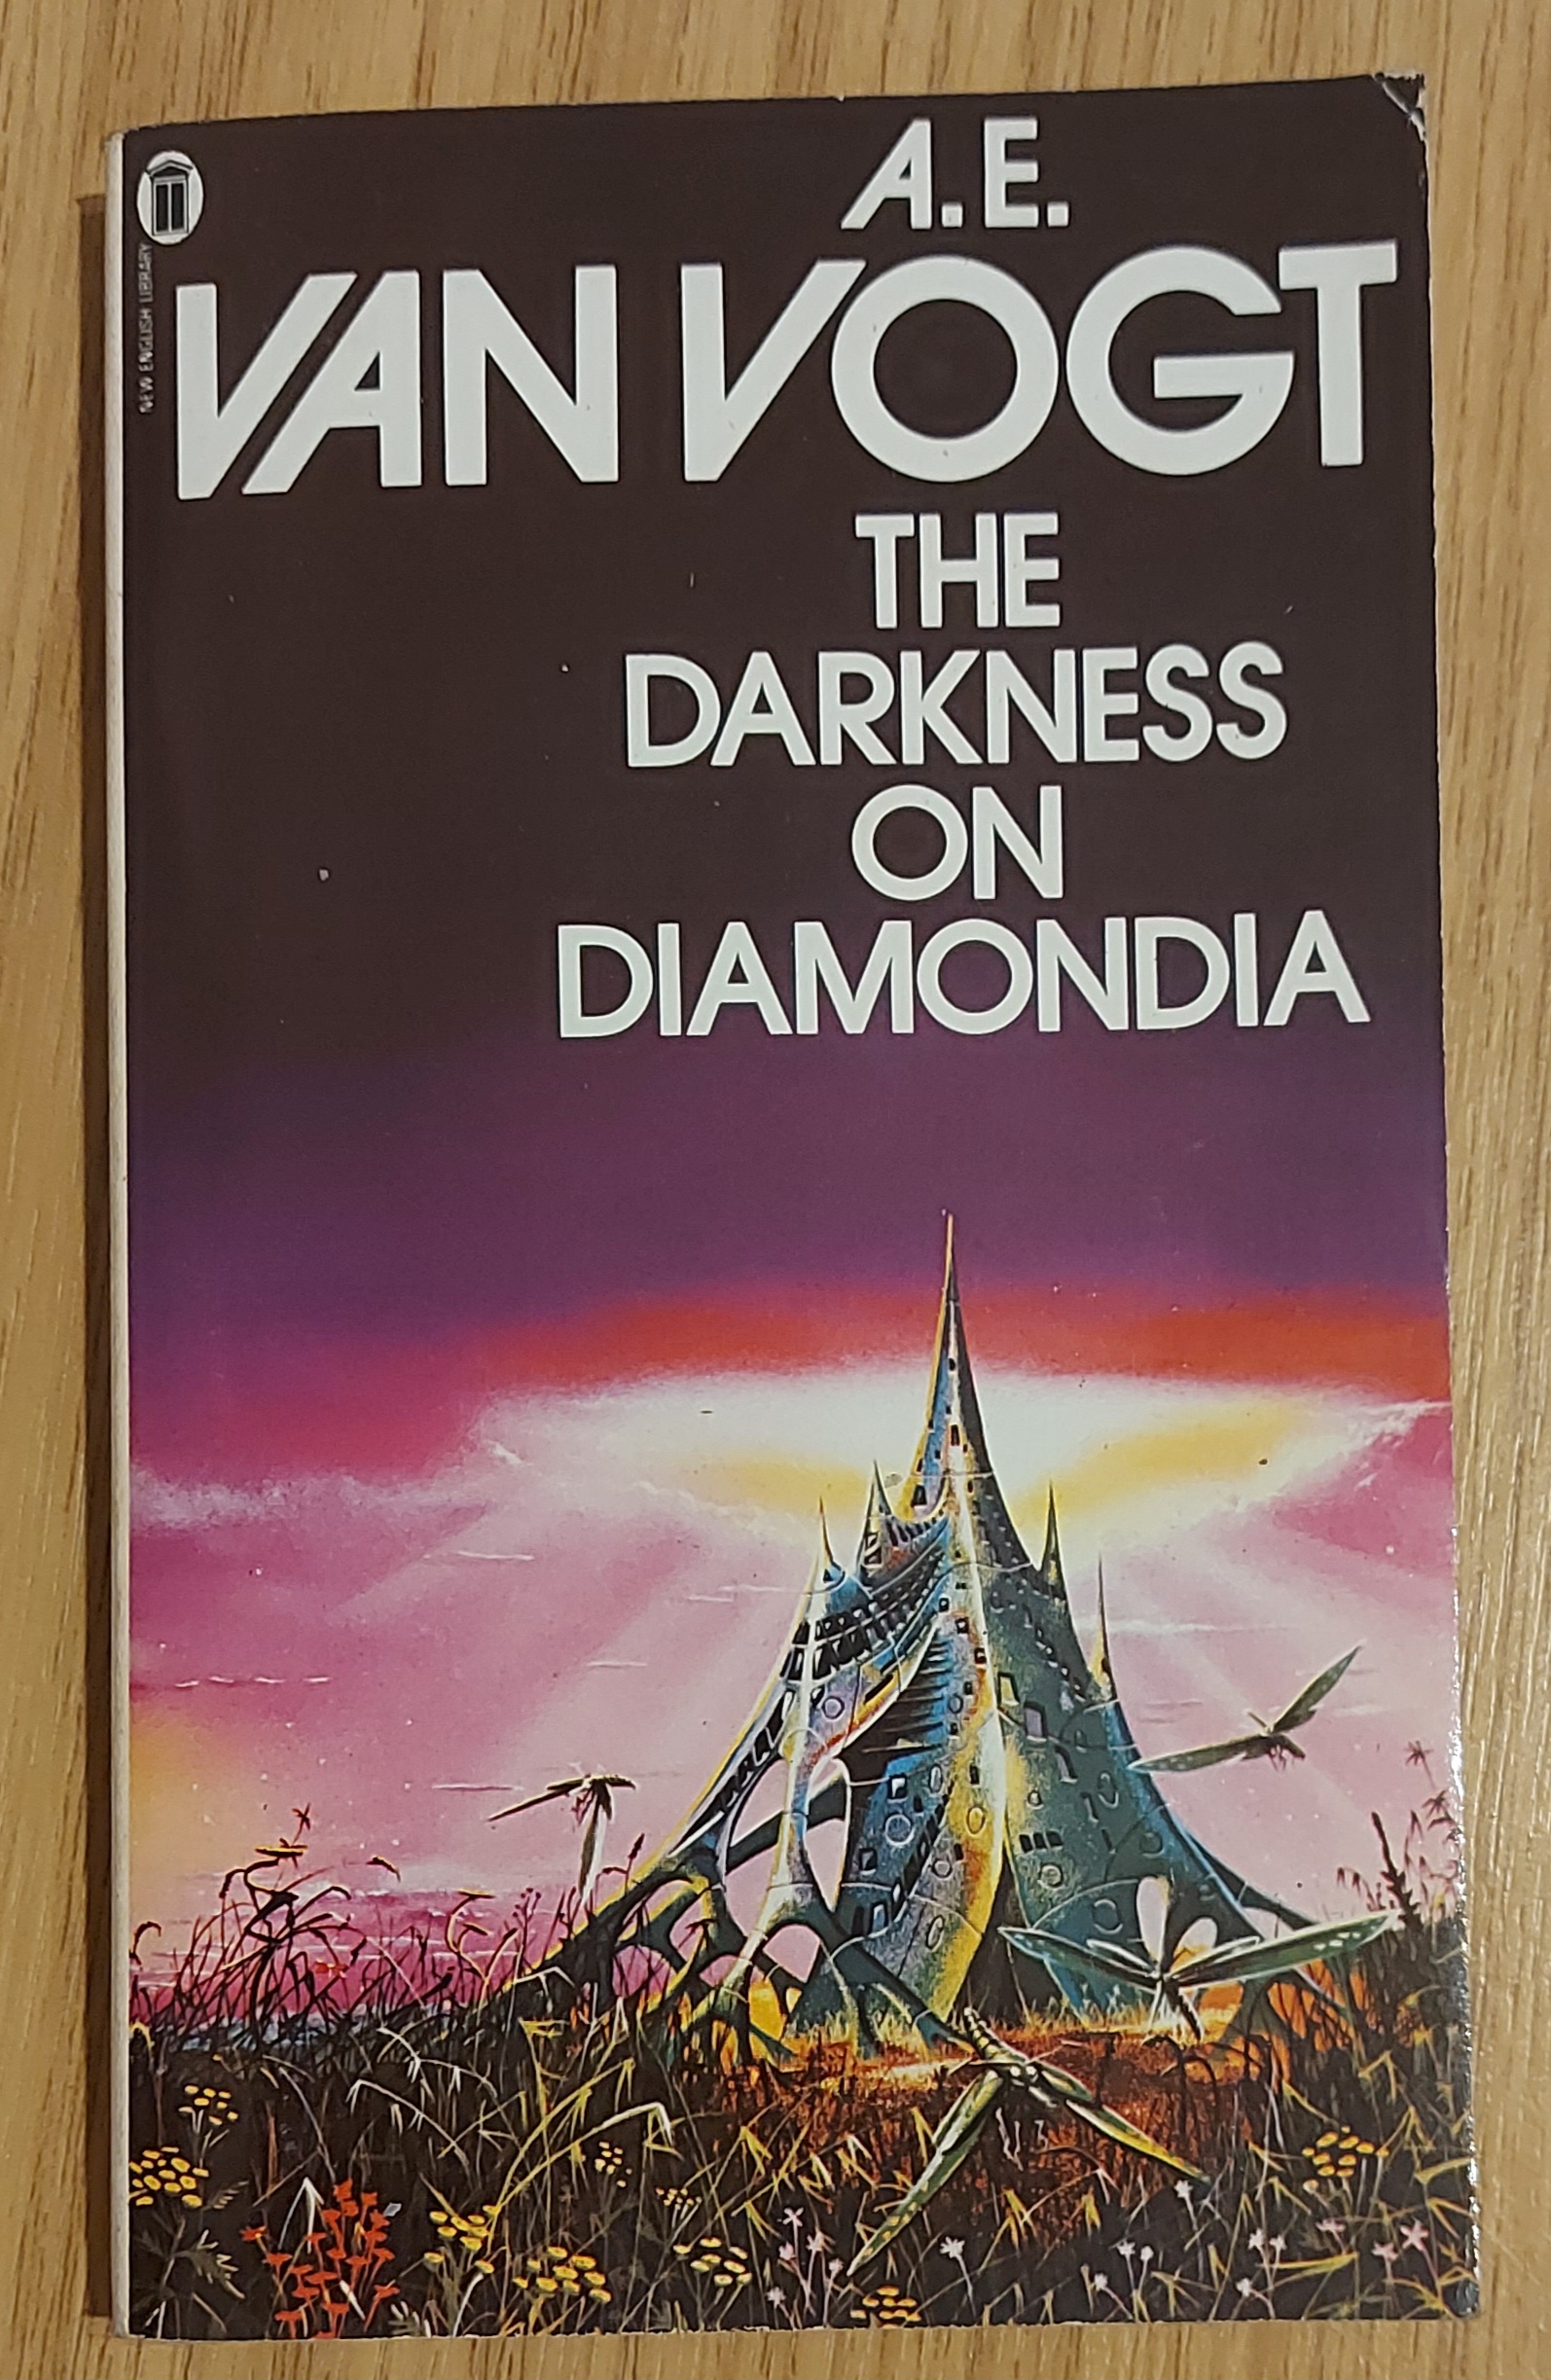 A.E.
VAN VOGT
THE
DARKNESS
ON
DIAMONDIA
NEW ENGLISH LIBRARY